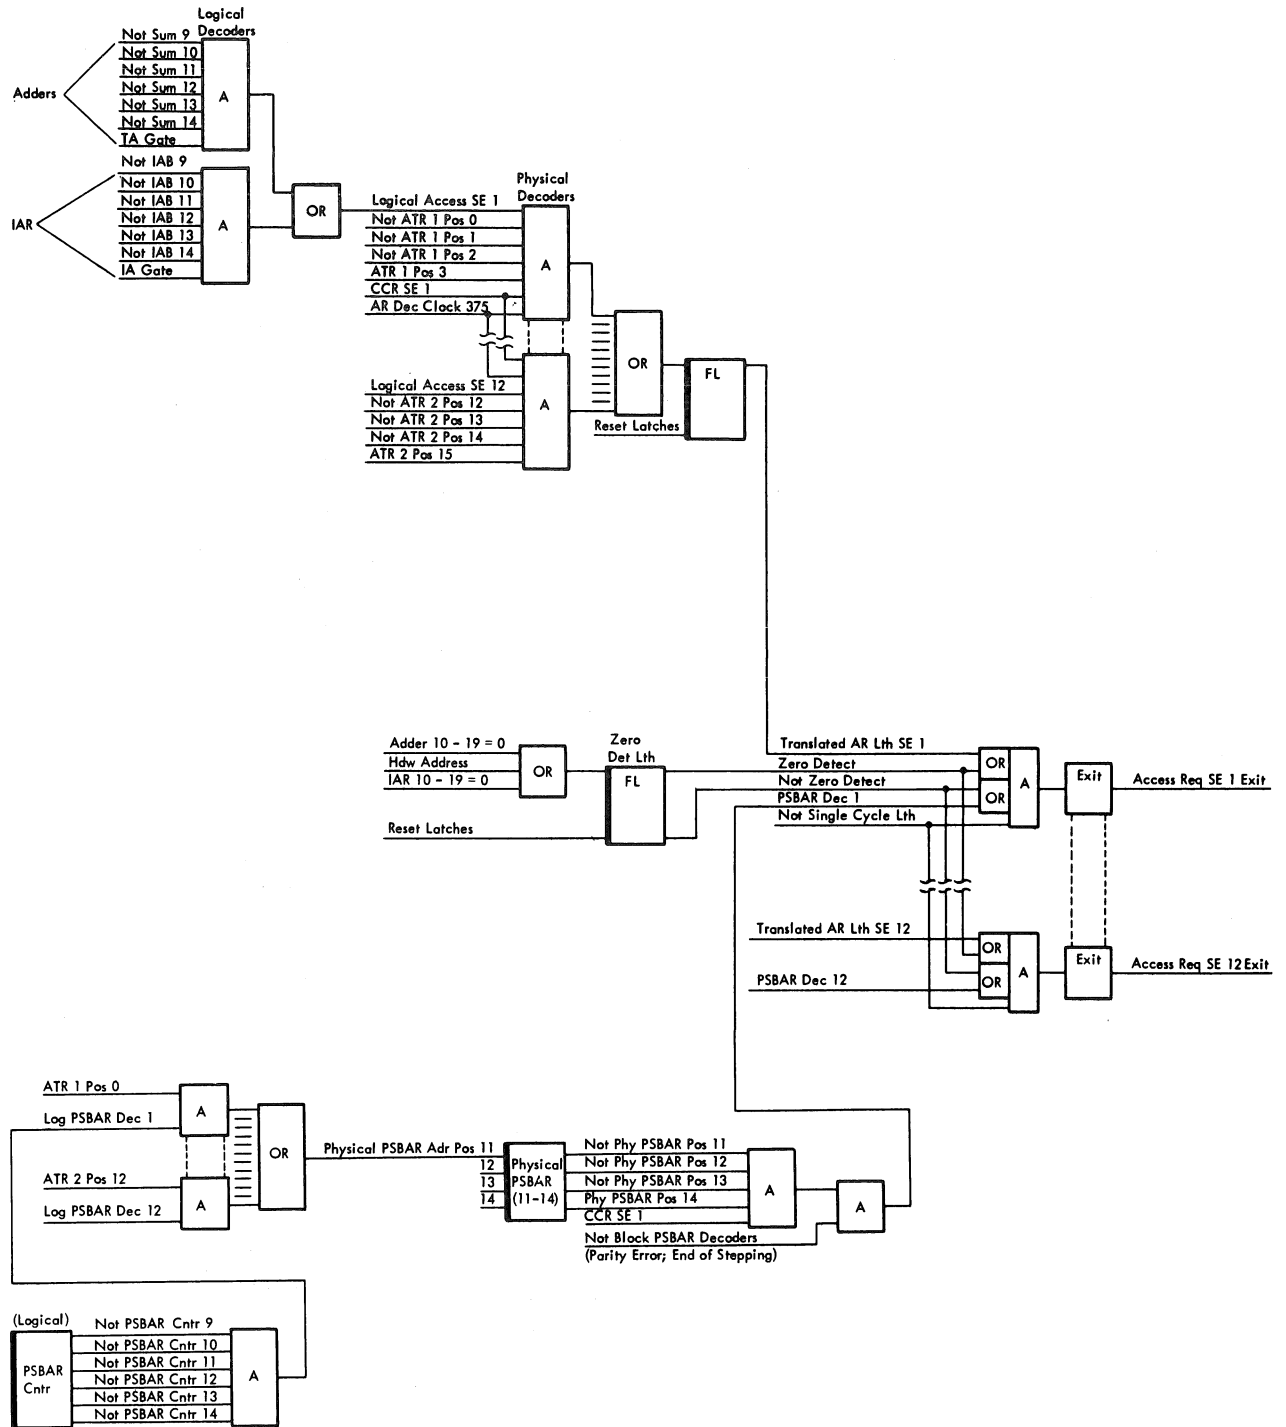 Logical
Decoders
Not Sum 9
Not Sum 10
Not Sum 11
Not Sum 12
Not Sum 13
Not Sum 14
TA Gate
Adders
A
Not IAB 9
Not IAB 10
Not IAB 11
Not IAB 12
Not IAB 13
Not IAB 14
IA Gate
IAR
A
OR
Physical
Decoders
Logical Access SE 1
Not ATR 1 Pos 0
Not ATR 1 Pos 1
Not ATR 1 Pos 2
ATR 1 Pos 3
CCR SE 1
AR Dec Clock 375
A
Logical Access SE 12
Not ATR 2 Pos 12
Not ATR 2 Pos 13
Not ATR 2 Pos 14
ATR 2 Pos 15
A
OR
Reset Latches
FL
Adder 10 - 19 = 0
Hdw Address
IAR 10 - 19 = 0
OR
Reset Latches
Zero
Det Lth
FL
Translated AR Lth SE 1
Zero Detect
Not Zero Detect
PSBAR Dec 1
Not Single Cycle Lth
OR
OR
A
Exit
Access Req SE 1 Exit
Translated AR Lth SE 12
PSBAR Dec 12
OR
OR
A
Exit
Access Req SE 12 Exit
ATR 1 Pos 0
Log PSBAR Dec 1
A
ATR 2 Pos 12
Log PSBAR Dec 12
A
OR
Physical PSBAR Adr Pos 11
12
13
14
Physical
PSBAR
(11-14)
Not Phy PSBAR Pos 11
Not Phy PSBAR Pos 12
Not Phy PSBAR Pos 13
Phy PSBAR Pos 14
CCR SE 1
A
Not Block PSBAR Decoders
(Parity Error; End of Stepping)
A
(Logical)
PSBAR
Cntr
Not PSBAR Cntr 9
Not PSBAR Cntr 10
Not PSBAR Cntr 11
Not PSBAR Cntr 12
Not PSBAR Cntr 13
Not PSBAR Cntr 14
A